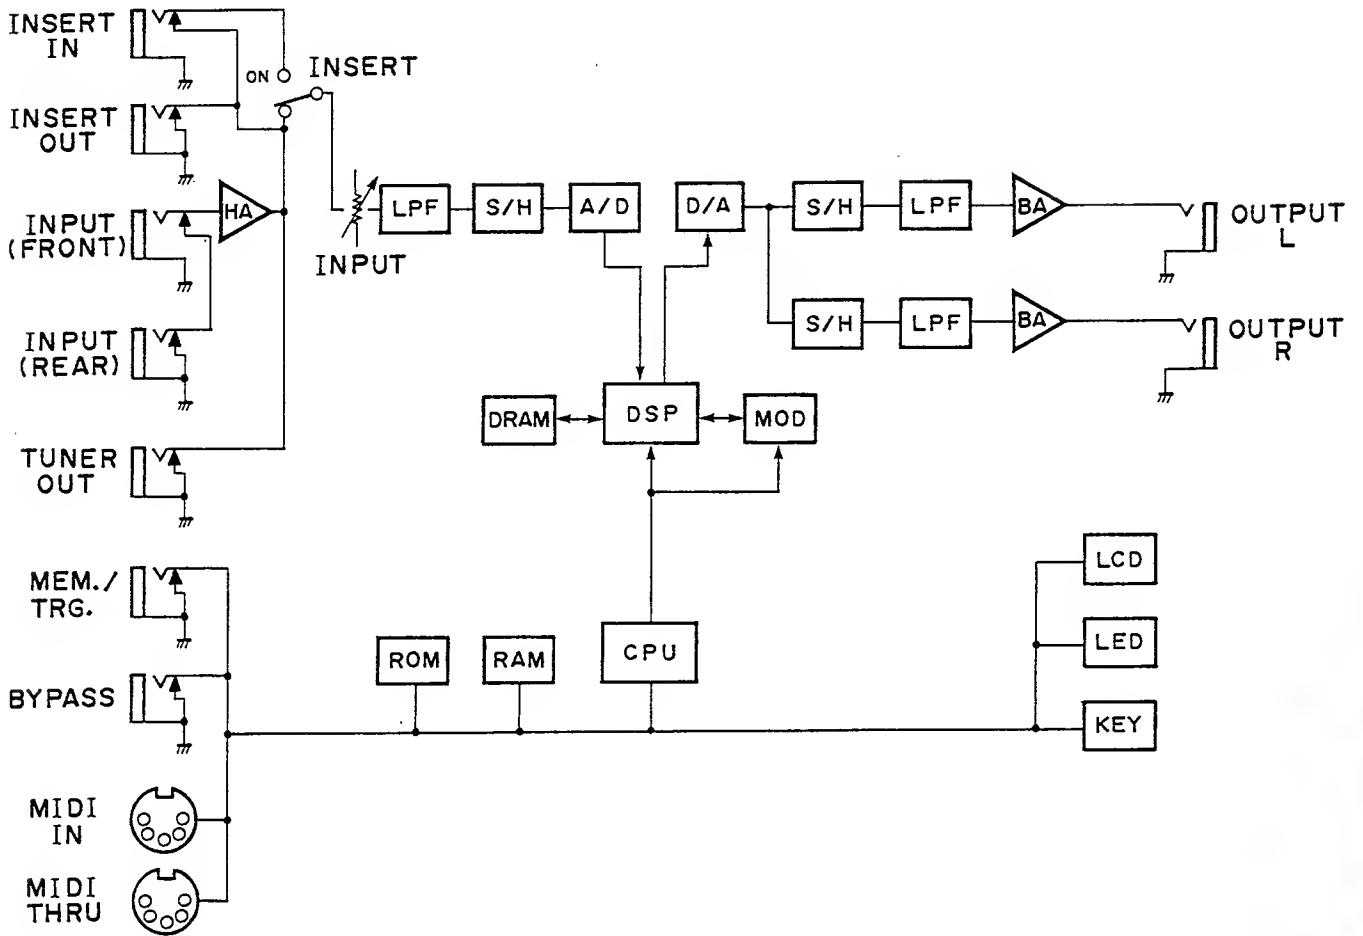 INSERT
IN
ON
INSERT
INSERT
OUT
HA
INPUT
(FRONT)
INPUT
LPF
S/H
A/D
D/A
S/H
LPF
BA
OUTPUT
L
INPUT
(REAR)
S/H
LPF
BA
OUTPUT
R
DRAM
DSP
MOD
TUNER
OUT
MEM./
TRG.
LCD
BYPASS
ROM
RAM
CPU
LED
KEY
MIDI
IN
MIDI
THRU